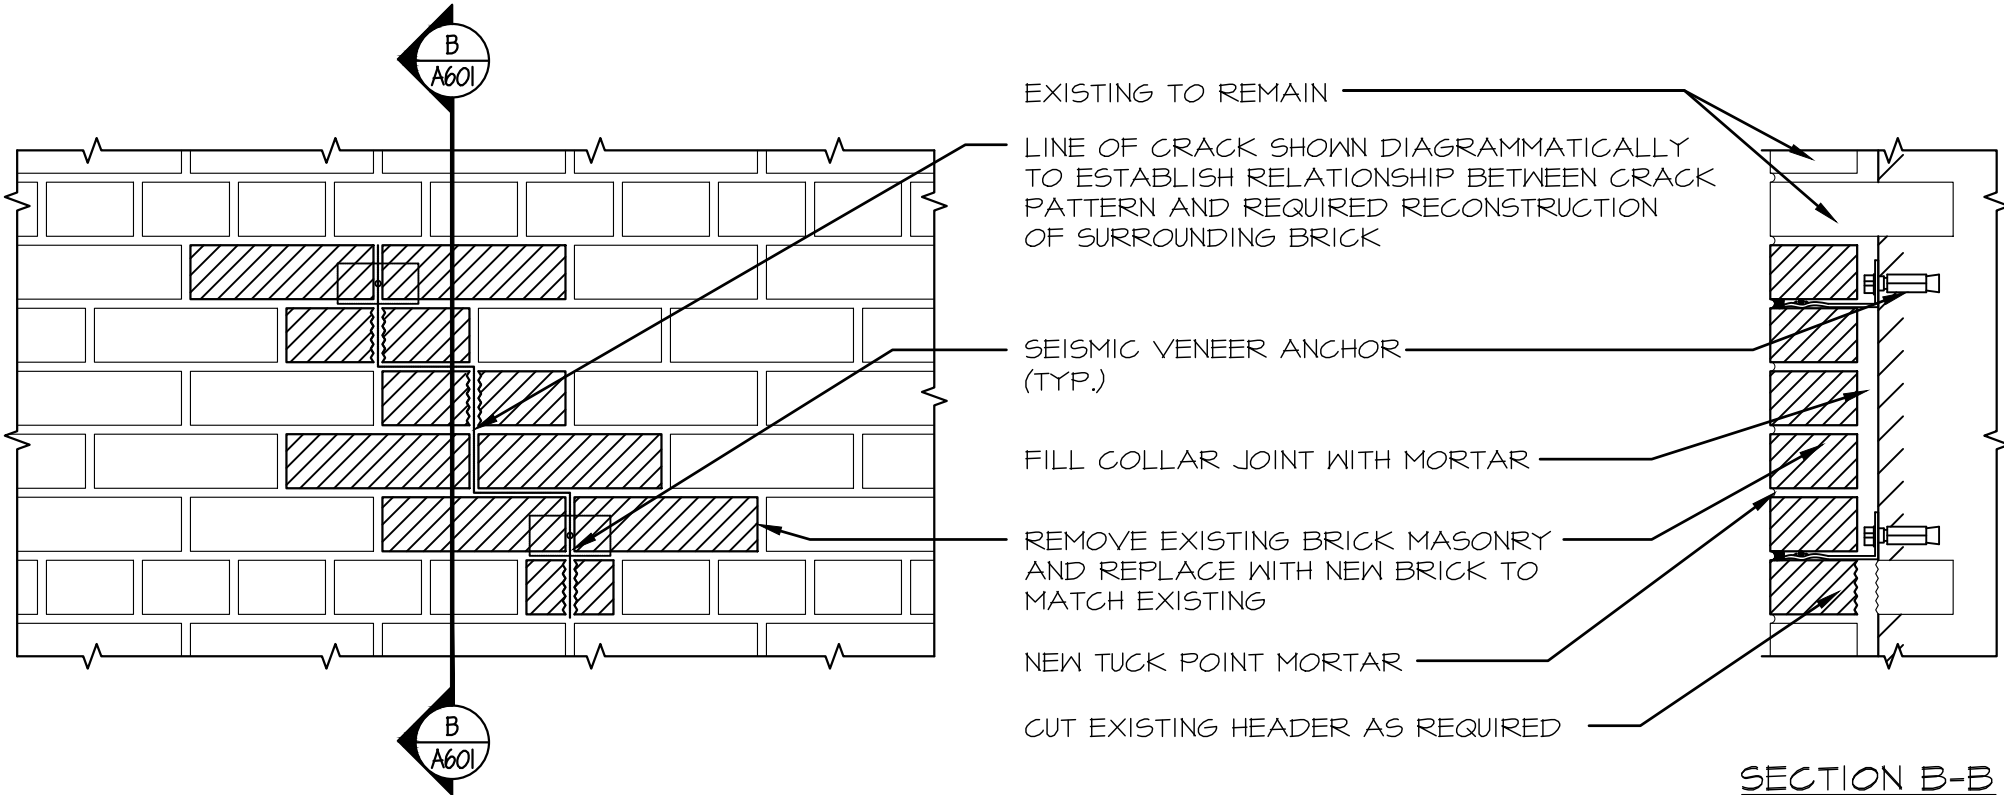 B
A601
EXISTING TO REMAIN
LINE OF CRACK SHOWN DIAGRAMMATICALLY
TO ESTABLISH RELATIONSHIP BETWEEN CRACK
PATTERN AND REQUIRED RECONSTRUCTION
OF SURROUNDING BRICK
SEISMIC VENEER ANCHOR
(TYP.)
FILL COLLAR JOINT WITH MORTAR
REMOVE EXISTING BRICK MASONRY
AND REPLACE WITH NEW BRICK TO
MATCH EXISTING
NEW TUCK POINT MORTAR
CUT EXISTING HEADER AS REQUIRED
B
A601
SECTION B-B